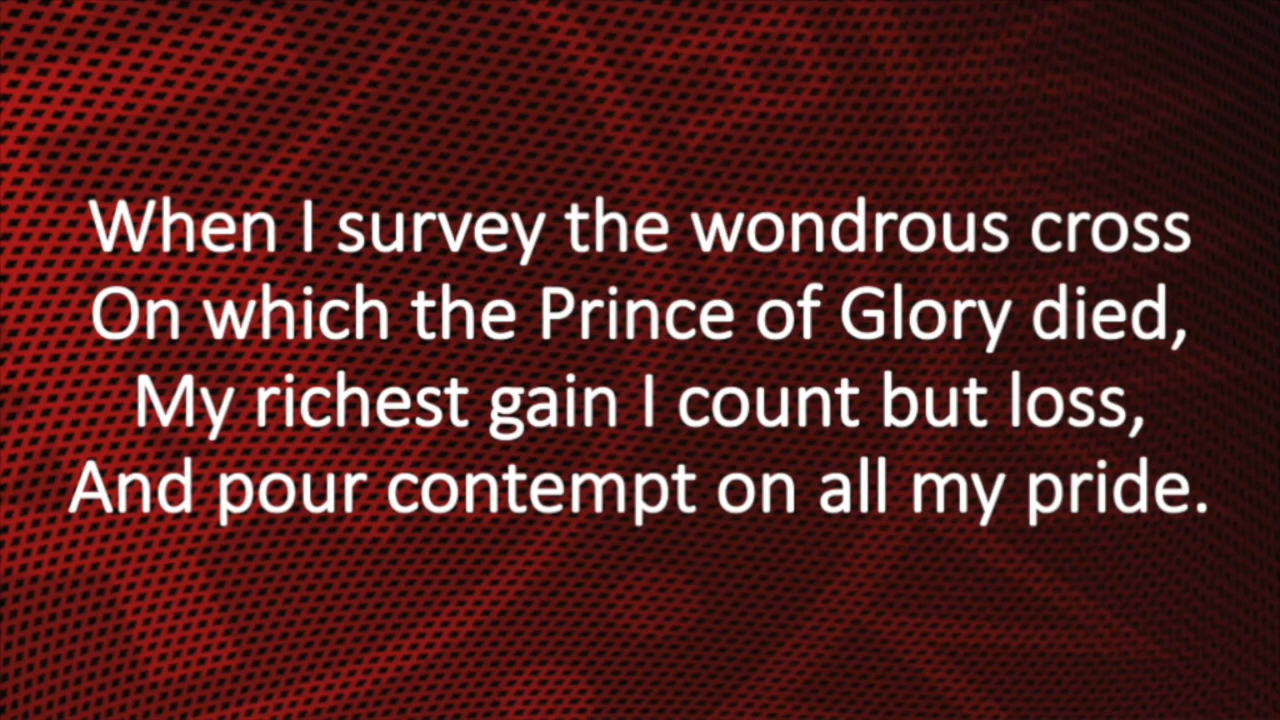 When I survey the wondrous cross
On which the Prince of Glory died,
My richest gain I count but loss,
And pour contempt on all my pride.